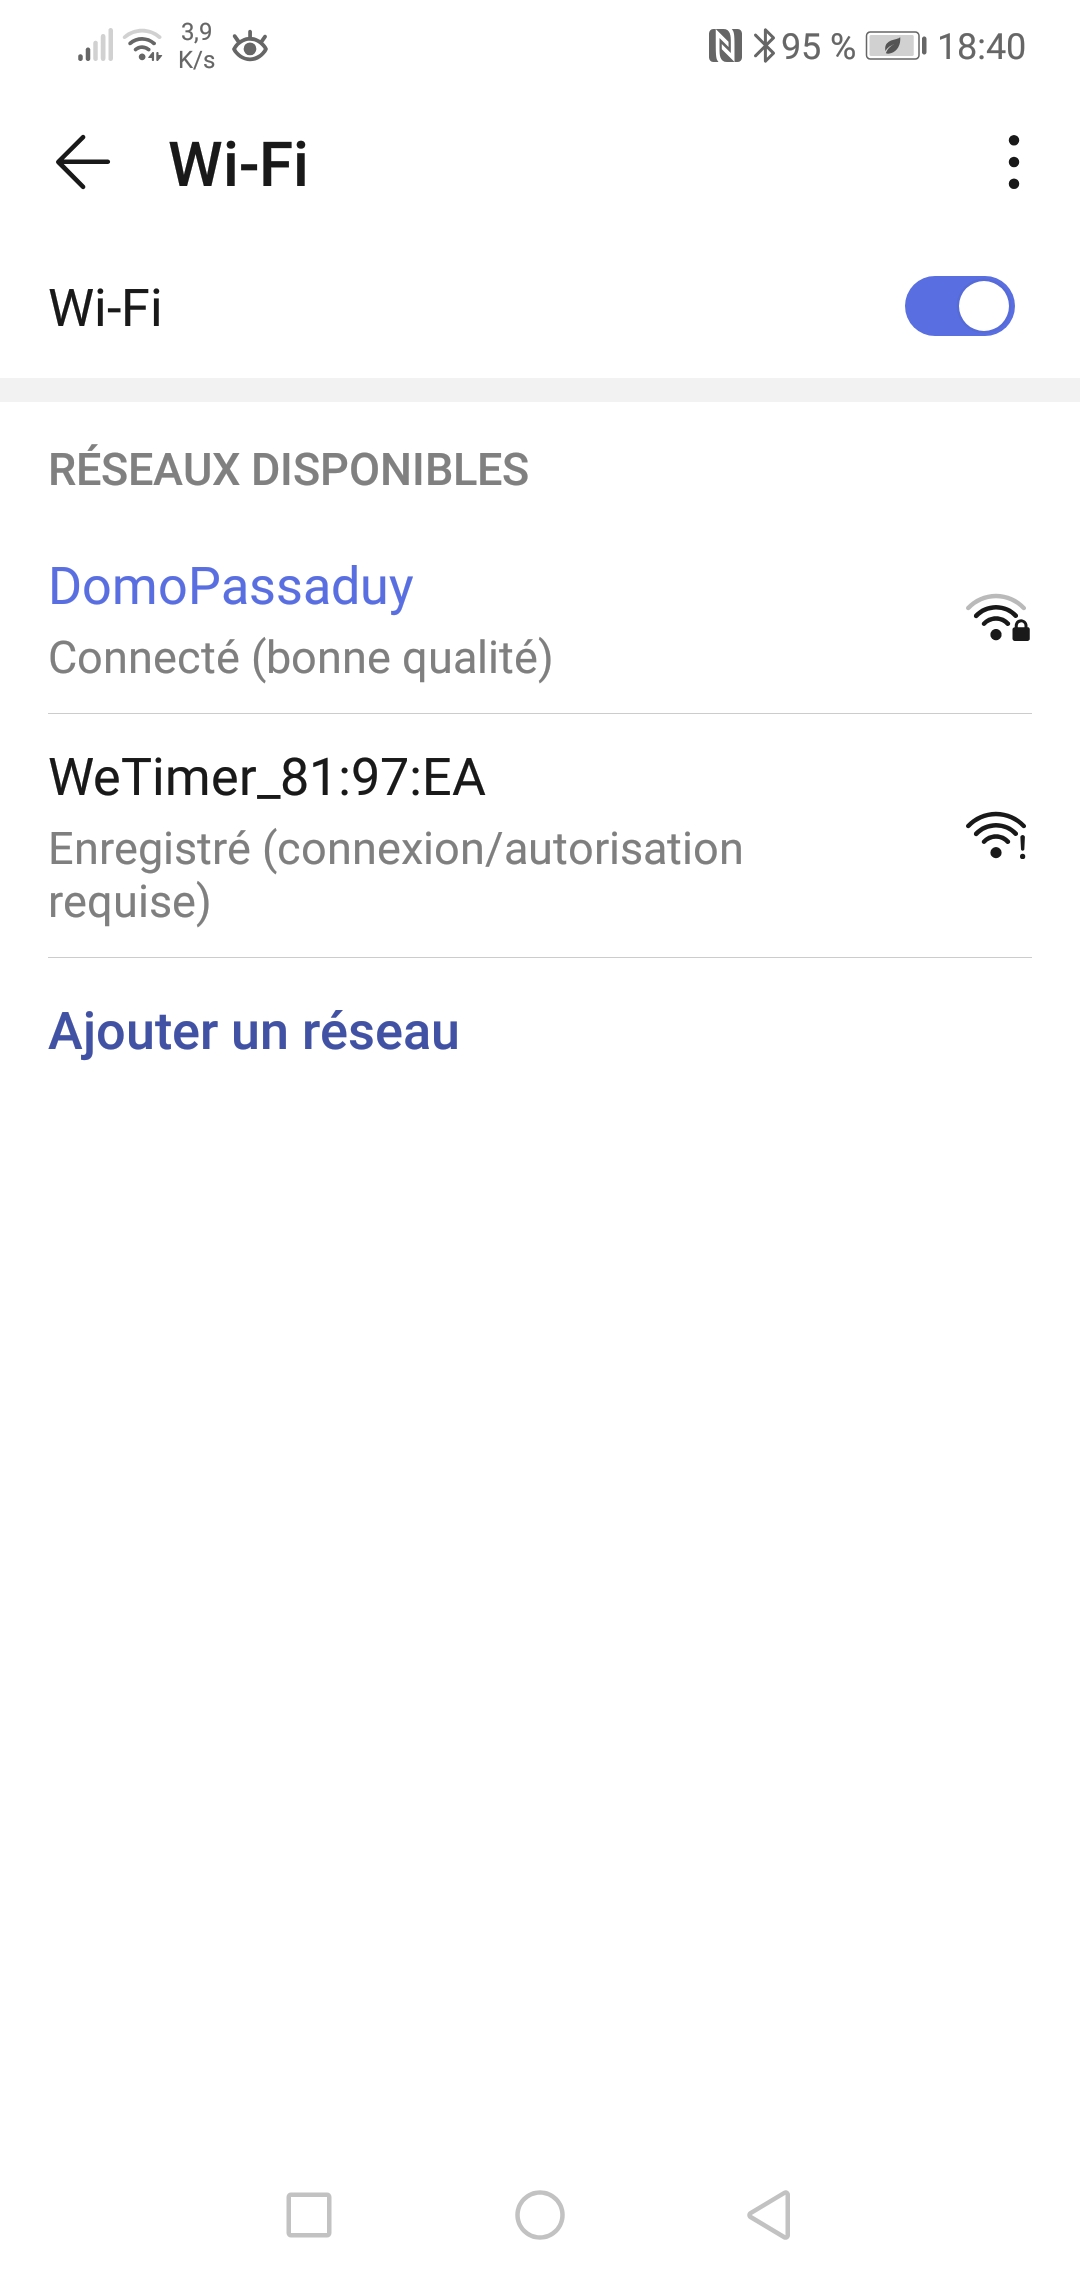 3,9
K/s
95 %
18:40
Wi-Fi
Wi-Fi
RÉSEAUX DISPONIBLES
DomoPassaduy
Connecté (bonne qualité)
WeTimer_81:97:EA
Enregistré (connexion/autorisation
requise)
Ajouter un réseau